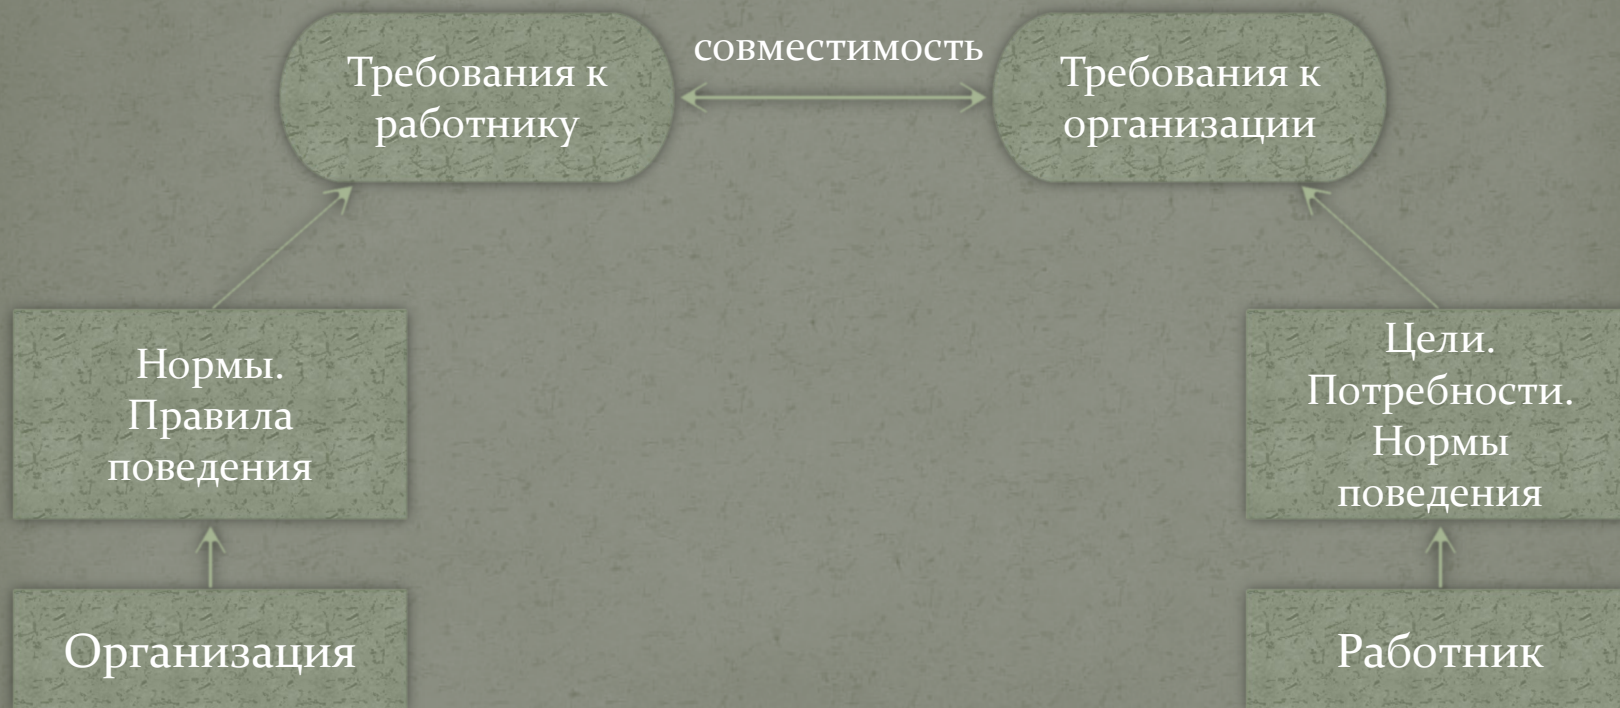 Требования к
работнику
совместимость
Требования к
организации
Нормы.
Правила
поведения
Цели.
Потребности.
Нормы
поведения
Организация
Работник